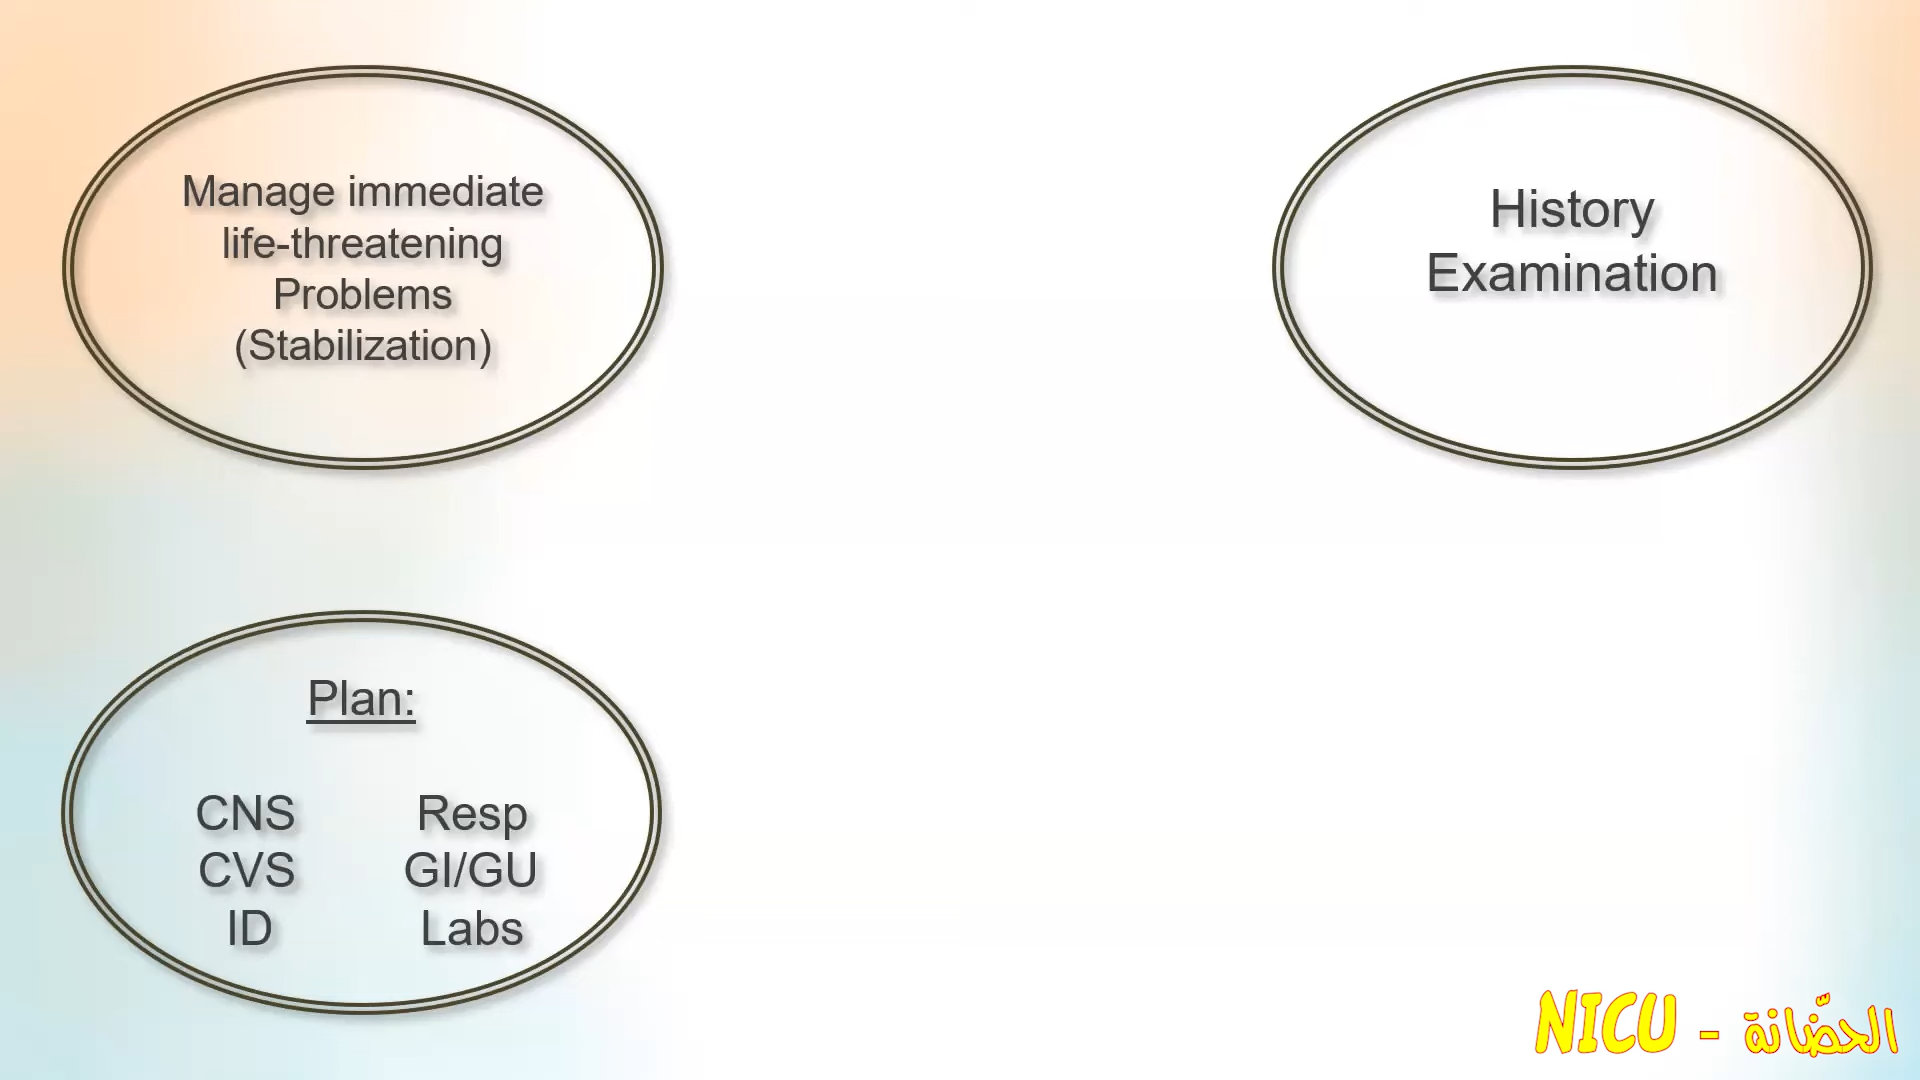 Manage immediate
life-threatening
Problems
(Stabilization)
History
Examination
Plan:
CNS Resp
CVS GI/GU
ID Labs
NICU - الحضّانة